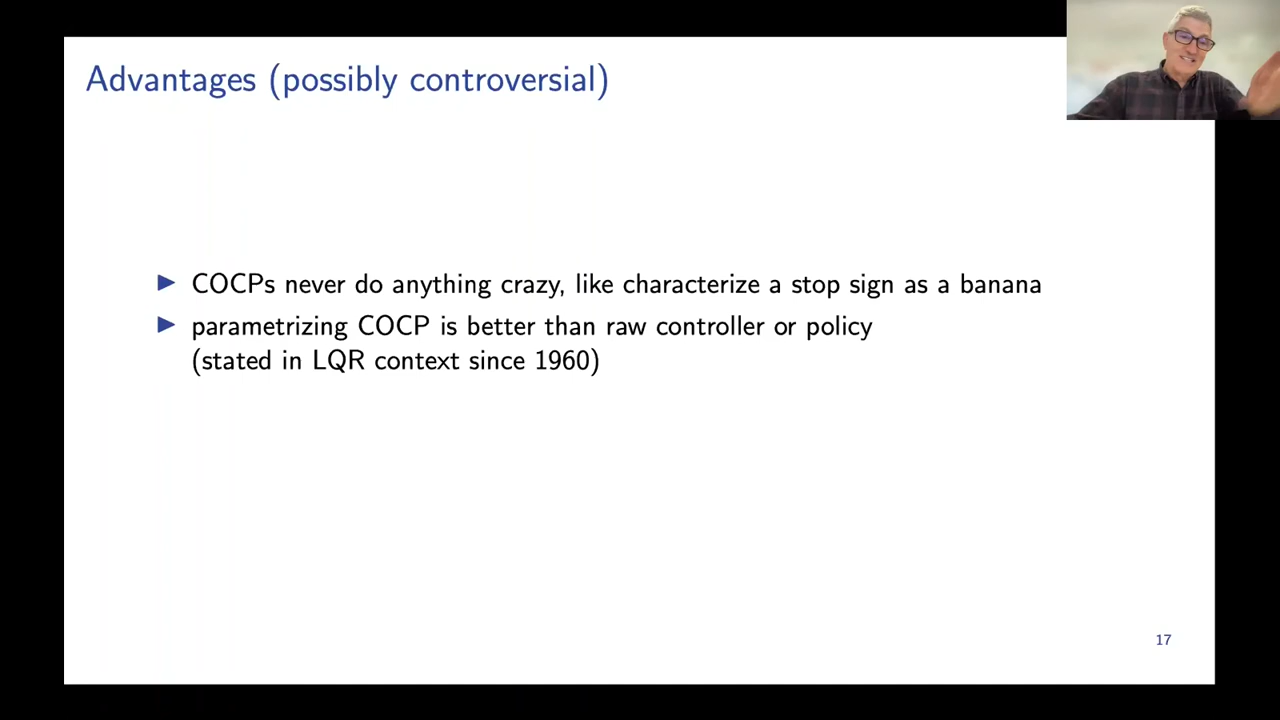 Advantages (possibly controversial)
COCPs never do anything crazy, like characterize a stop sign as a banana
parametrizing COCP is better than raw controller or policy
(stated in LQR context since 1960)
17